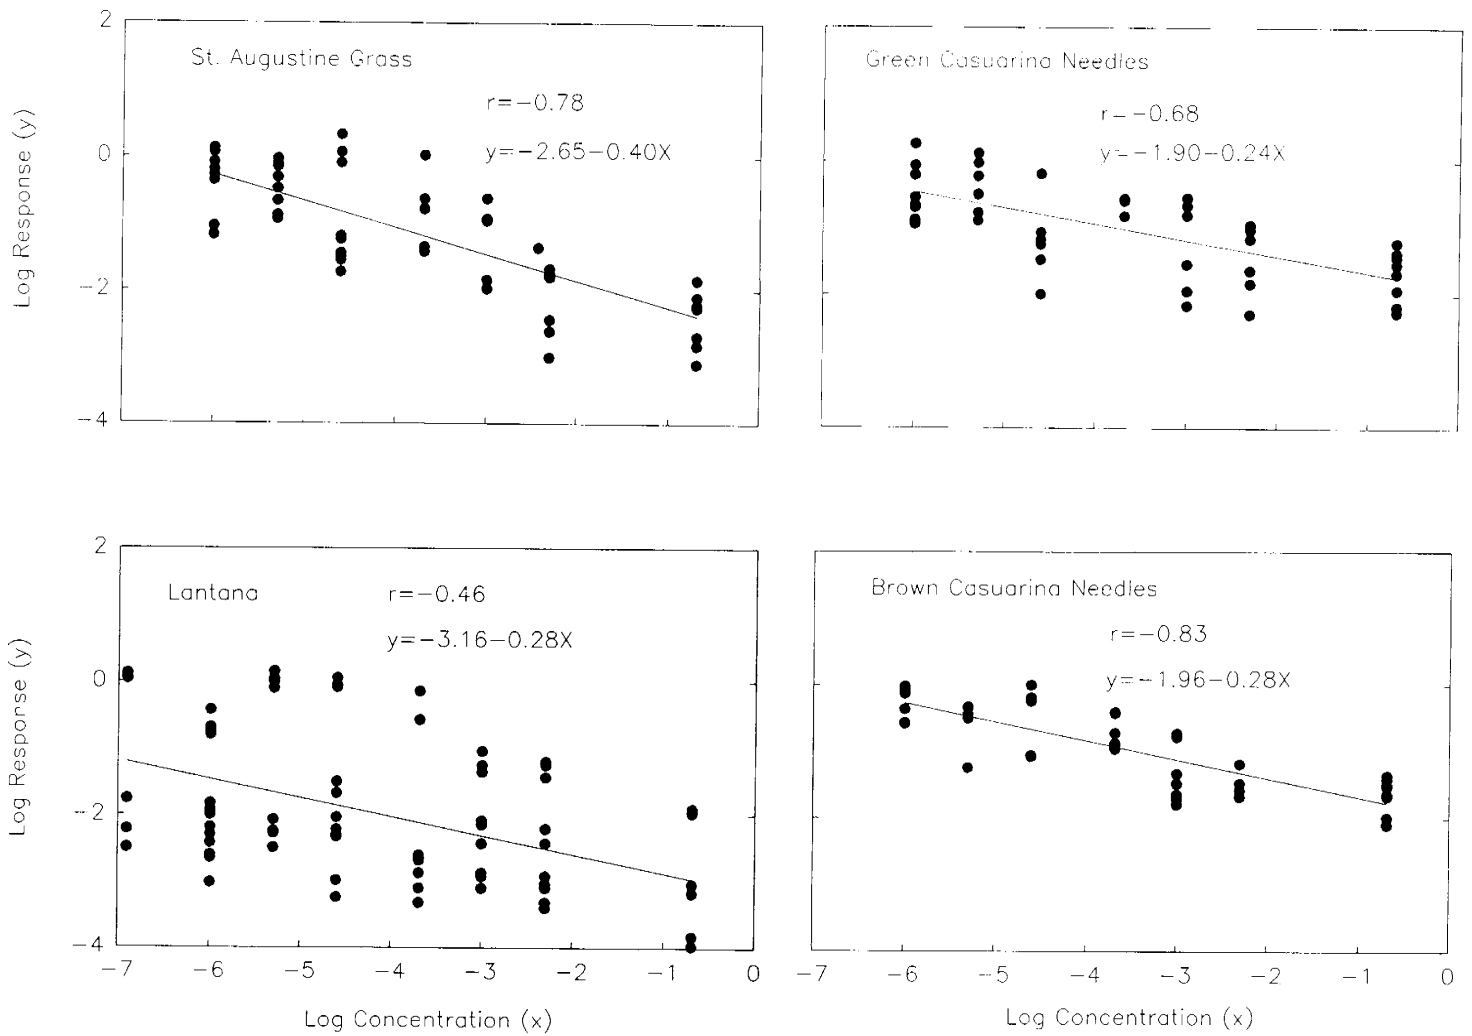 2
0
−2
−4
Log Response (y)
St. Augustine Grass
r=−0.78
y=−2.65−0.40X
Green Casuarina Needles
r=−0.68
y=−1.90−0.24X
2
0
−2
−4
Log Response (y)
Lantana
r=−0.46
y=−3.16−0.28X
−7 −6 −5 −4 −3 −2 −1 0
Log Concentration (x)
Brown Casuarina Needles
r=−0.83
y=−1.96−0.28X
−7 −6 −5 −4 −3 −2 −1 0
Log Concentration (x)